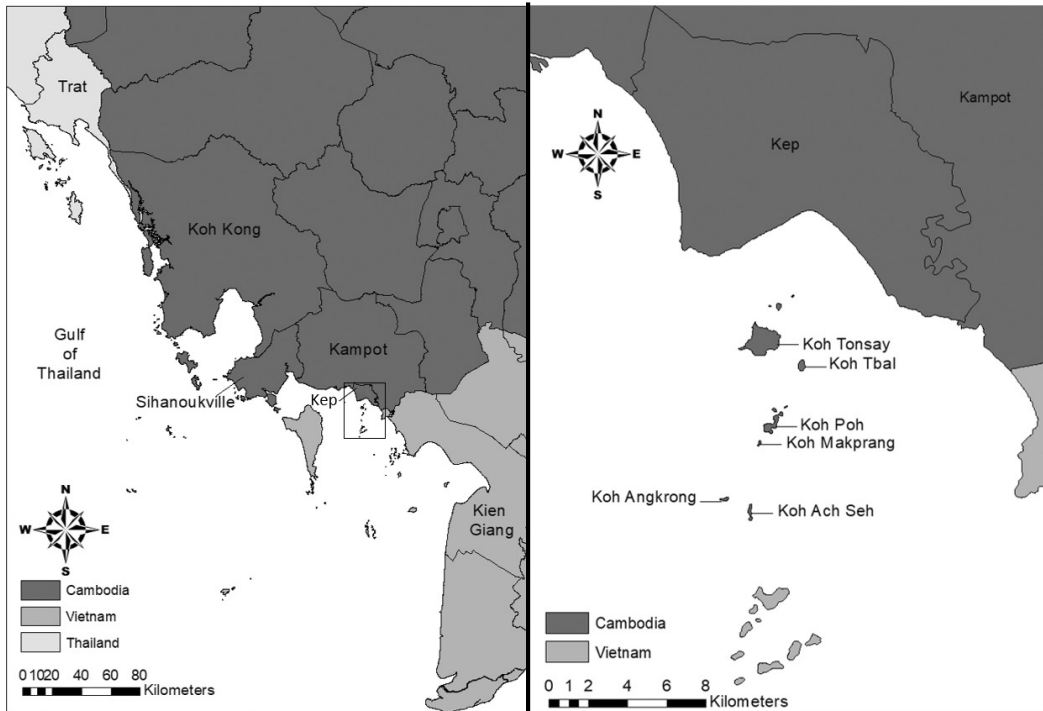 Trat
Koh Kong
Gulf
of
Thailand
Kampot
Sihanoukville
Kep
Kien
Giang
N
W E
S
Cambodia
Vietnam
Thailand
0 10 20 40 60 80
Kilometers
Kampot
Kep
N
W E
S
Koh Tonsay
Koh Tbal
Koh Poh
Koh Makprang
Koh Angkrong
Koh Ach Seh
Cambodia
Vietnam
0 1 2 4 6 8
Kilometers